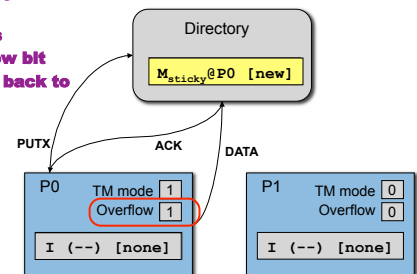 Directory
M_sticky@P0 [new]
ow bit
back to
PUTX
ACK
DATA
P0
TM mode 1
Overflow 1
I (--) [none]
P1
TM mode 0
Overflow 0
I (--) [none]